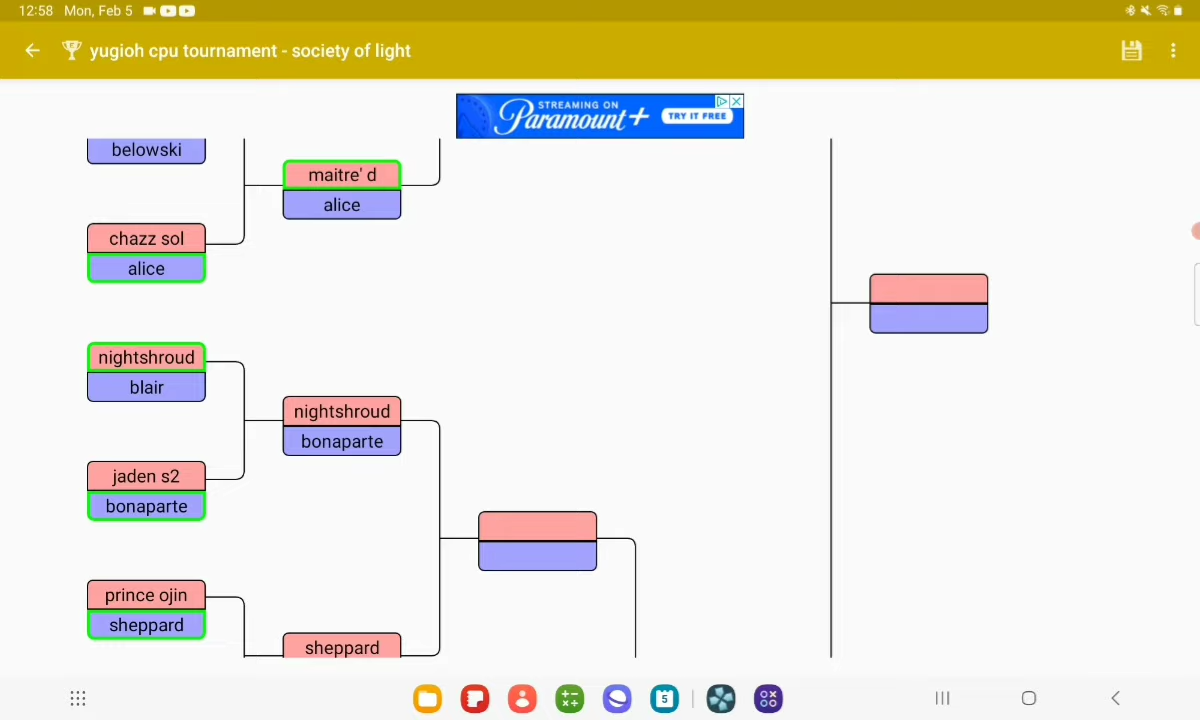 12:58 Mon, Feb 5
yugioh cpu tournament - society of light
STREAMING ON
Paramount+
TRY IT FREE
belowski
maitre' d
alice
chazz sol
alice
nightshroud
blair
nightshroud
bonaparte
jaden s2
bonaparte
prince ojin
sheppard
sheppard
5